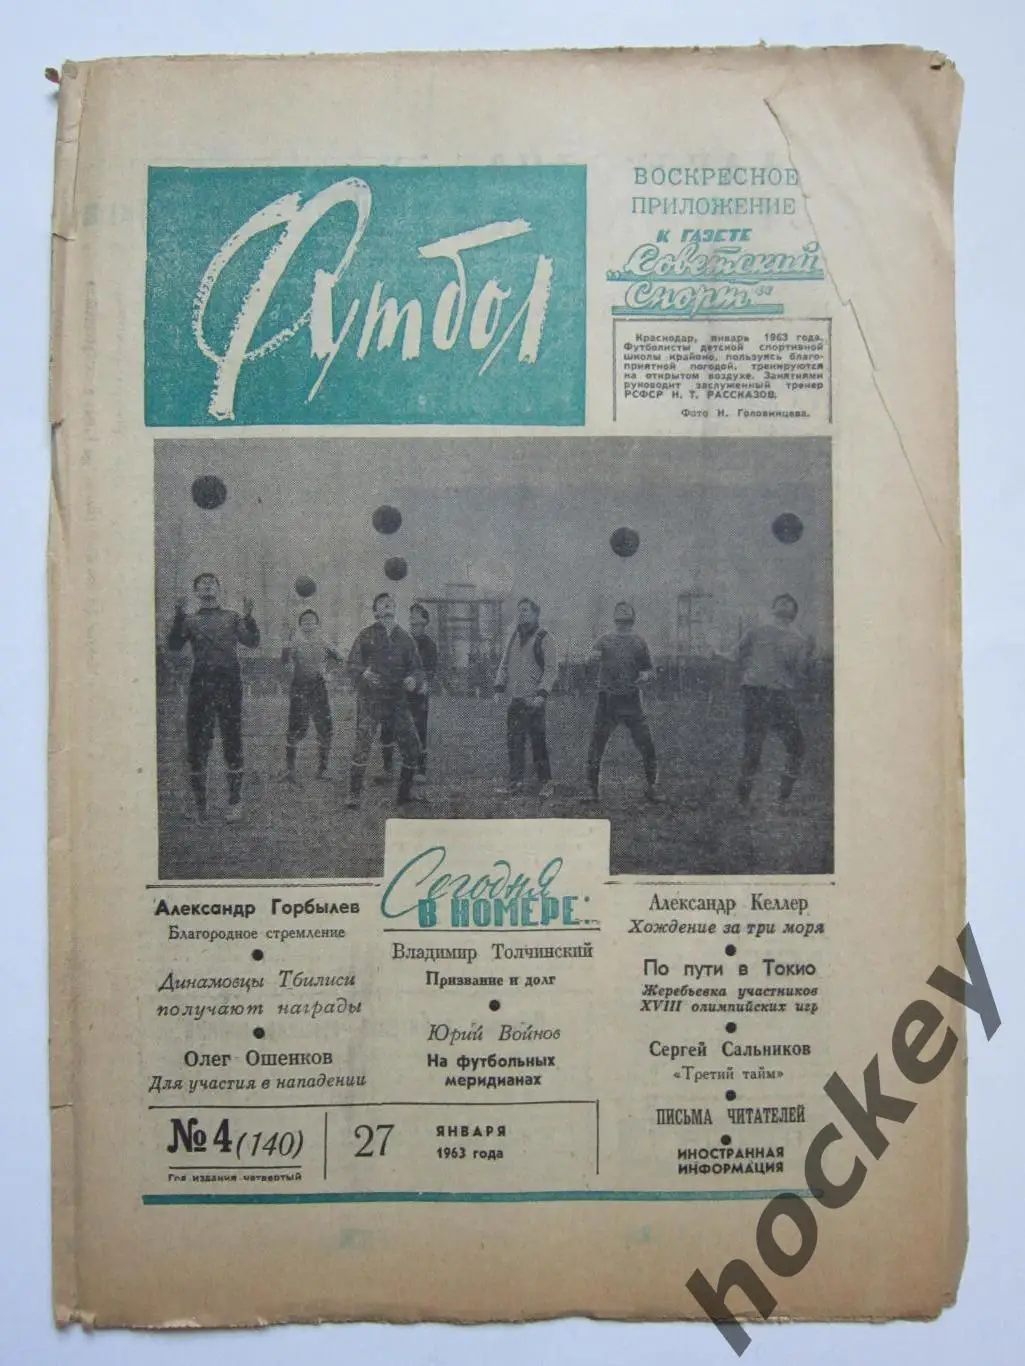 Футбол
ВОСКРЕСНОЕ
ПРИЛОЖЕНИЕ
К ГАЗЕТЕ
„Советский
Спорт“
Краснодар, январь 1963 года.
Футболисты детской спортивной
школы крайоно, пользуясь благо-
приятной погодой, тренируются
на открытом воздухе. Занятиями
руководит заслуженный тренер
РСФСР Н. Т. РАССКАЗОВ.
Фото Н. Головинцева.
Сегодня
В НОМЕРЕ:
Александр Горбылев
Благородное стремление
Динамовцы Тбилиси
получают награды
Олег Ошенков
Для участия в нападении
Владимир Толчинский
Призвание и долг
Юрий Войнов
На футбольных
меридианах
Александр Келлер
Хождение за три моря
По пути в Токио
Жеребьевка участников
XVIII олимпийских игр
Сергей Сальников
«Третий тайм»
ПИСЬМА ЧИТАТЕЛЕЙ
ИНОСТРАННАЯ
ИНФОРМАЦИЯ
№ 4 (140)
Год издания четвертый
27
ЯНВАРЯ
1963 года
hockey